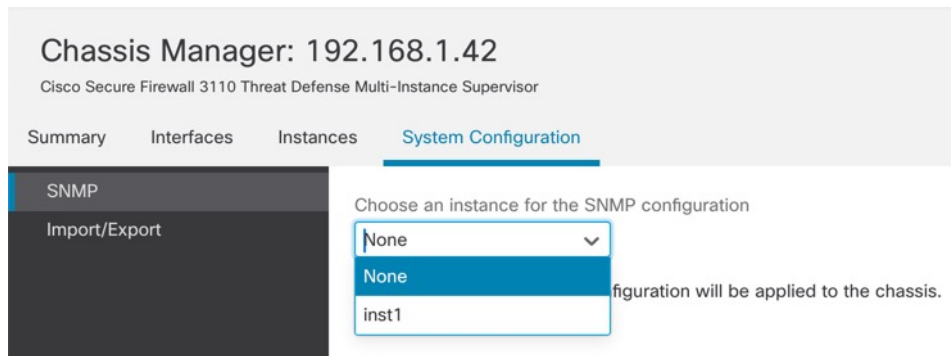 Chassis Manager: 192.168.1.42
Cisco Secure Firewall 3110 Threat Defense Multi-Instance Supervisor
Summary Interfaces Instances System Configuration
SNMP
Import/Export
Choose an instance for the SNMP configuration
None
None
inst1
figuration will be applied to the chassis.